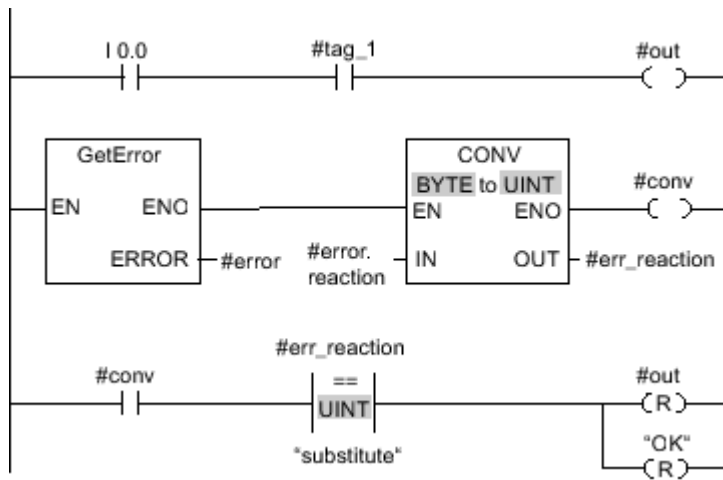 I 0.0 #tag_1 #out
GetError CONV
BYTE to UINT #conv
EN ENO EN ENO
ERROR #error #error. IN OUT #err_reaction
reaction
#err_reaction
#conv == #out
UINT (R)
"substitute" "OK"
(R)